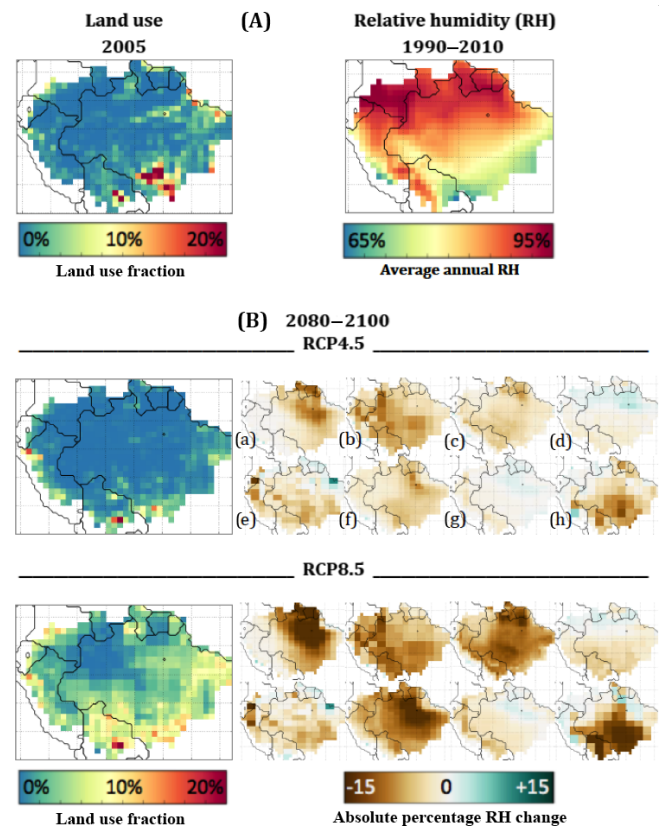 Land use
2005
(A)
Relative humidity (RH)
1990–2010
0% 10% 20%
Land use fraction
65% 95%
Average annual RH
(B) 2080–2100
RCP4.5
(a) (b) (c) (d)
(e) (f) (g) (h)
RCP8.5
0% 10% 20%
Land use fraction
-15 0 +15
Absolute percentage RH change